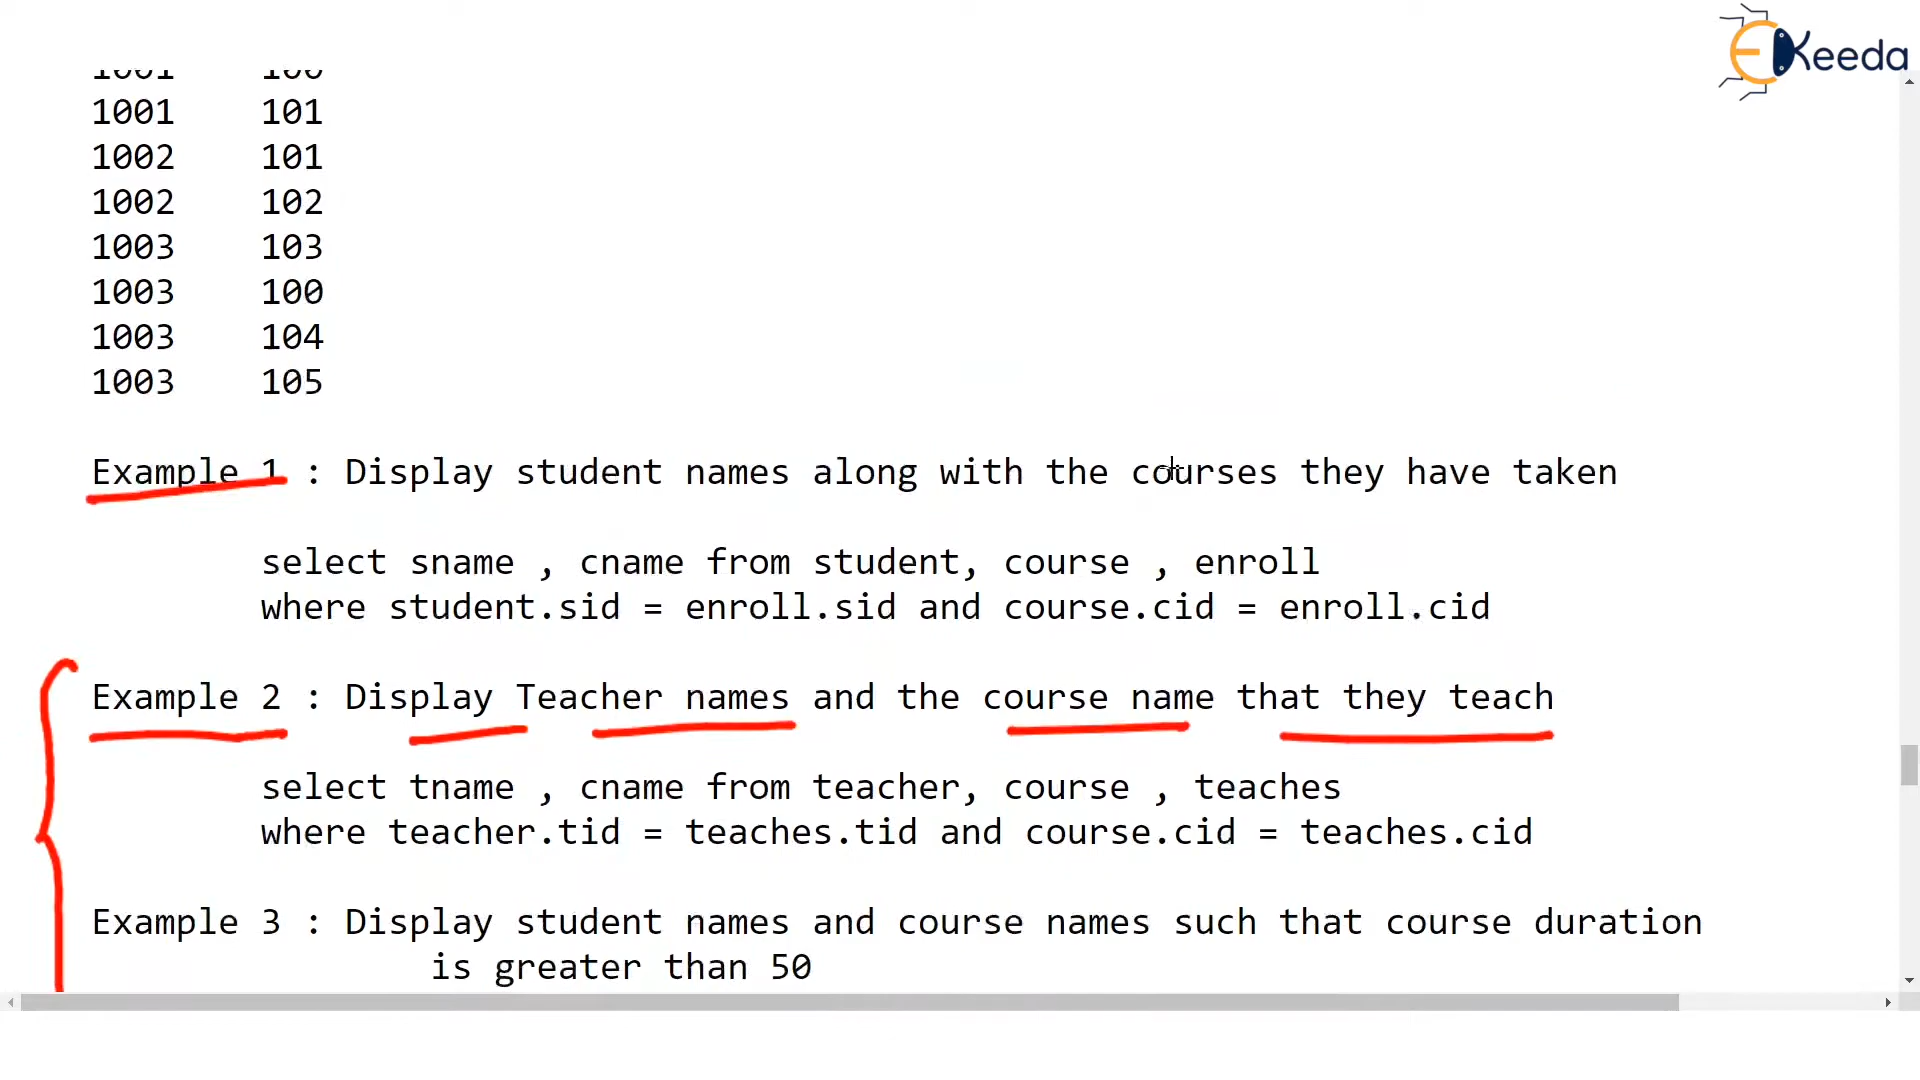 EKeeda
1001    100
1001    101
1002    101
1002    102
1003    103
1003    100
1003    104
1003    105
Example 1 : Display student names along with the courses they have taken
select sname , cname from student, course , enroll
where student.sid = enroll.sid and course.cid = enroll.cid
Example 2 : Display Teacher names and the course name that they teach
select tname , cname from teacher, course , teaches
where teacher.tid = teaches.tid and course.cid = teaches.cid
Example 3 : Display student names and course names such that course duration
is greater than 50